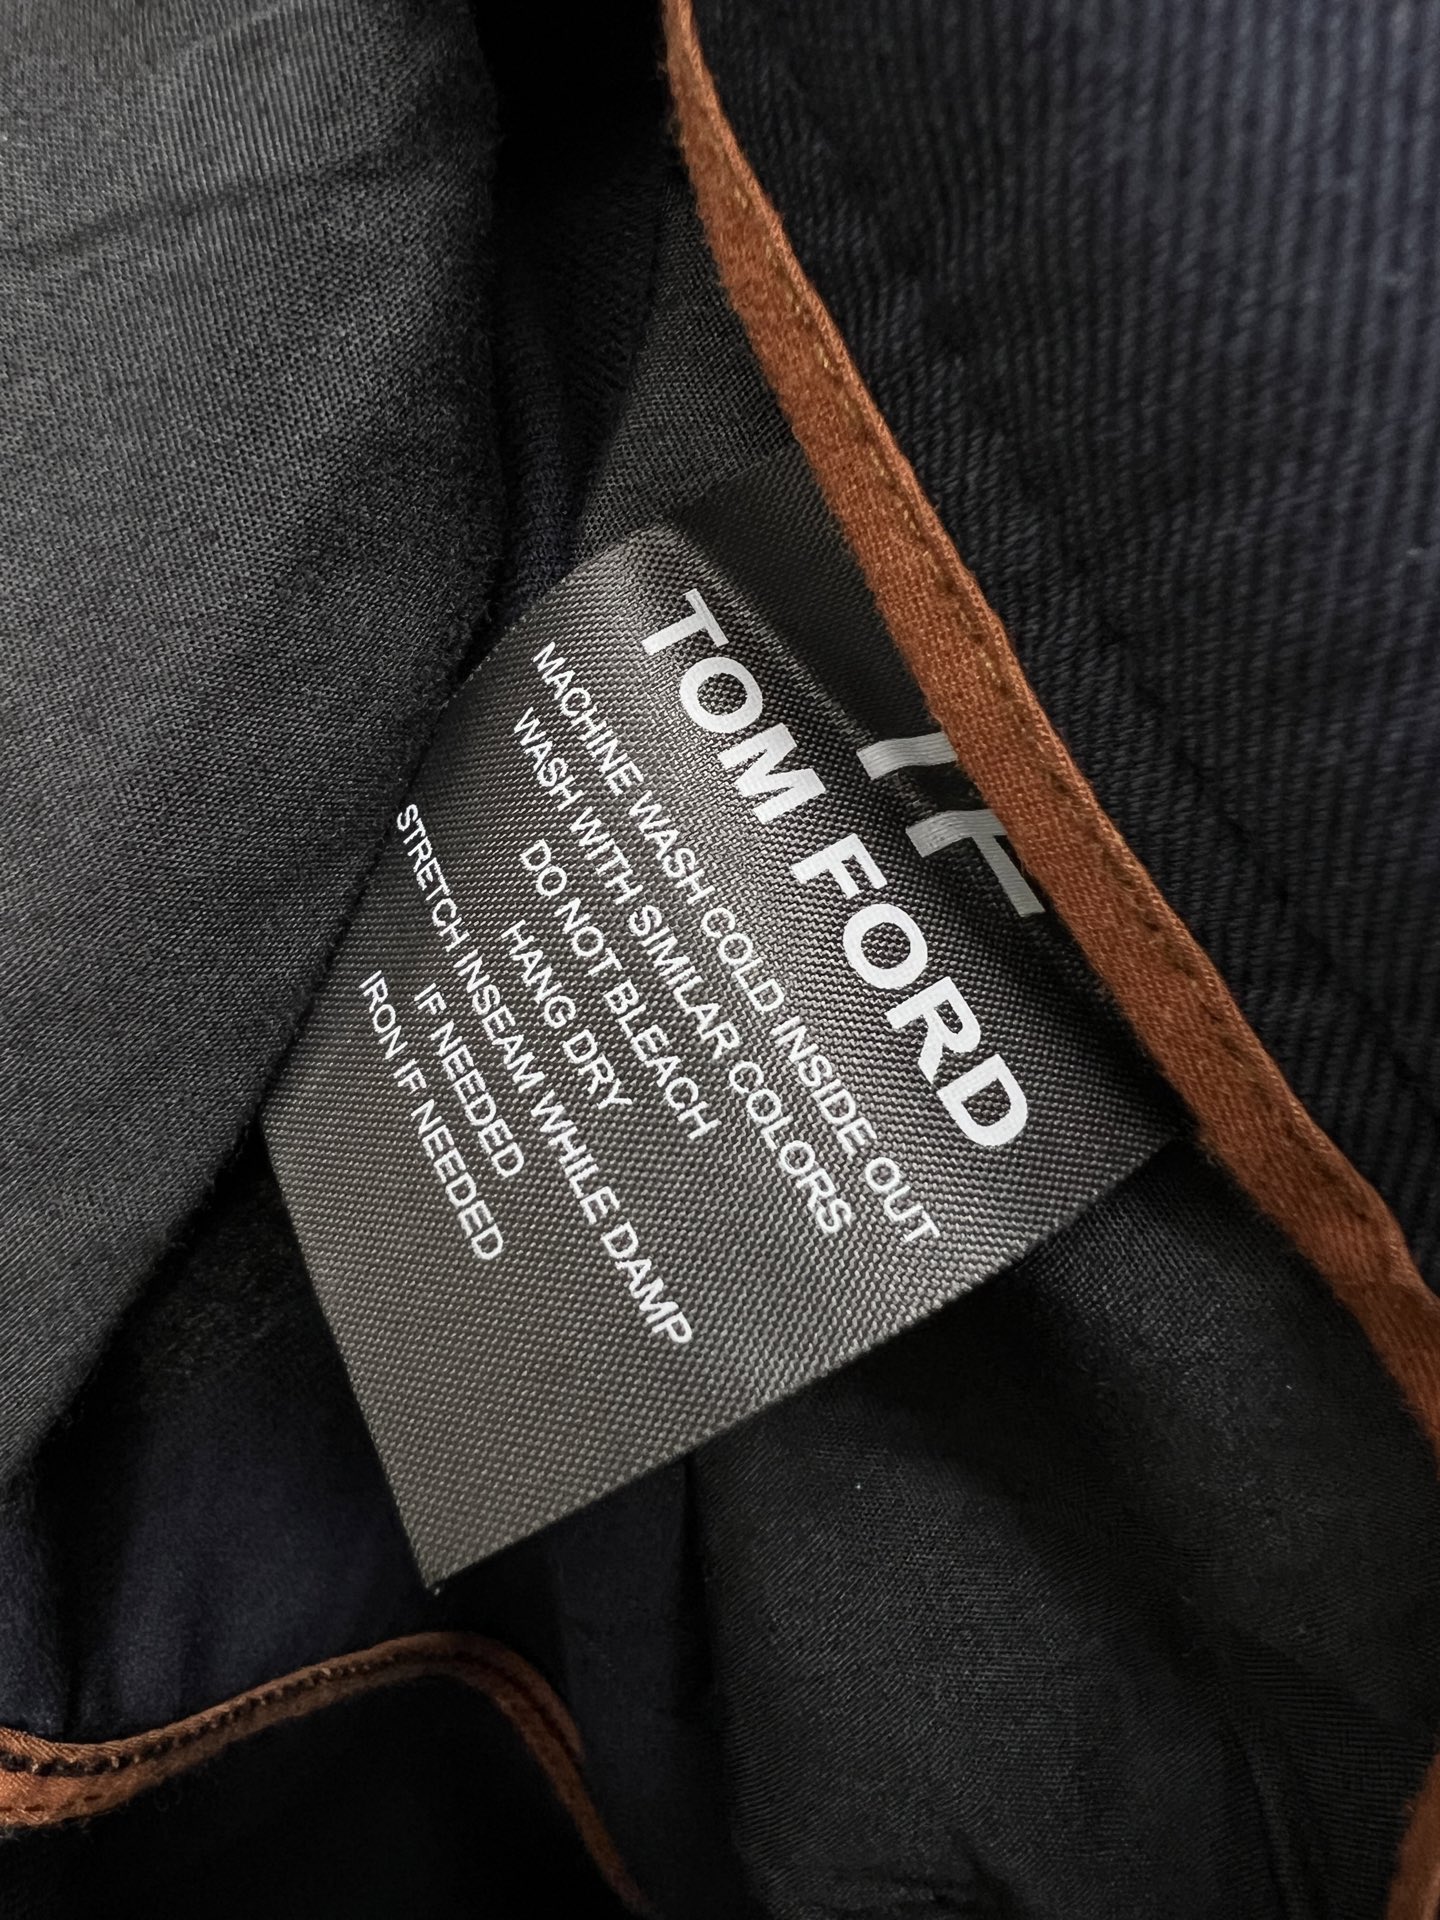 TOM FORD
MACHINE WASH COLD INSIDE OUT
WASH WITH SIMILAR COLORS
DO NOT BLEACH
HANG DRY
STRETCH INSEAM WHILE DAMP
IF NEEDED
IRON IF NEEDED